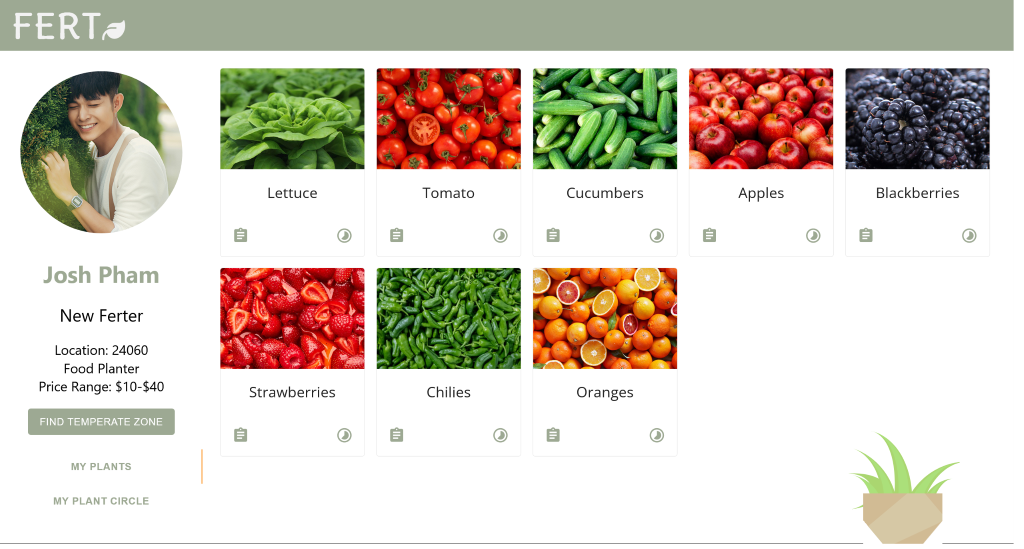 FERT
Josh Pham
New Ferter
Location: 24060
Food Planter
Price Range: $10-$40
FIND TEMPERATE ZONE
MY PLANTS
MY PLANT CIRCLE
Lettuce
Tomato
Cucumbers
Apples
Blackberries
Strawberries
Chilies
Oranges